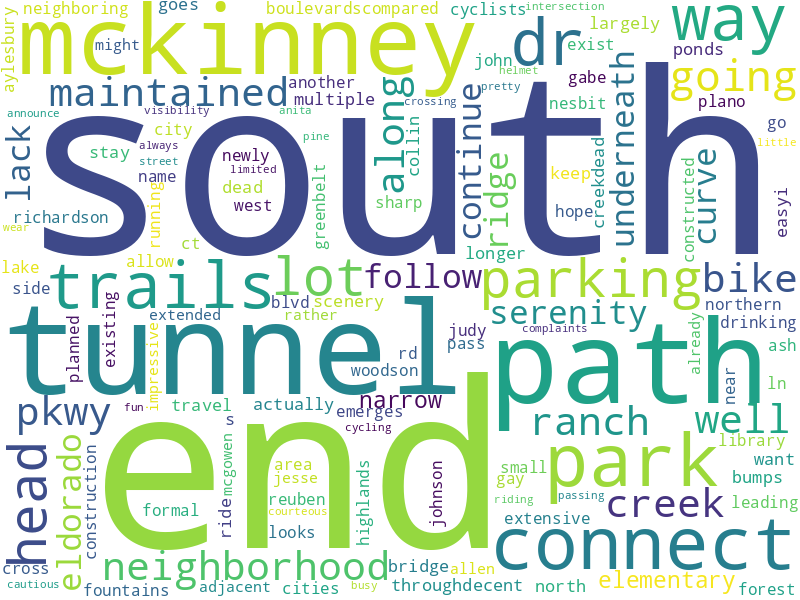 neighboring goes boulevardscompared cyclists intersection
mckinney dr way
aylesbury might john largely
exist ponds
helmet gabe going
maintained another pretty underneath
multiple along continue nesbit plano
announce visibility anita crossing go little
lack city collin
always pine street
stay newly limited
name dead west greenbelt sharp ridge keep creekdead curve constructed
south
richardson running hope easyi
wear ct longer
lake allow
side trails lot follow parking bike
blvd scenery serenity northern
planned existing extended rather drinking
tunnel judy complaints already
impressive pass path near ash
rd woodson
narrow ln
pkwy fun travel actually emerges ranch well
s cycling
head eldorado construction mcgowen area small library
jesse gay park want
end
reuben highlands johnson riding passing bumps
formal ride courteous creek leading
looks extensive
connect
cross neighborhood bridge allen elementary
cautious fountains adjacent cities busy throughdecent north forest